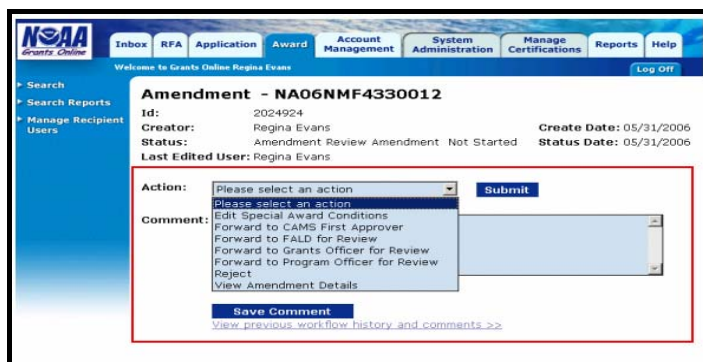 NOAA
Grants Online
Inbox RFA Application Award Account Management System Administration Manage Certifications Reports Help
Welcome to Grants Online Regina Evans Log Off
Search
Search Reports
Manage Recipient Users
Amendment - NA06NMF4330012
Id: 2024924
Creator: Regina Evans Create Date: 05/31/2006
Status: Amendment Review Amendment Not Started Status Date: 05/31/2006
Last Edited User: Regina Evans
Action: Please select an action Submit
Please select an action
Comment: Edit Special Award Conditions
Forward to CAMS First Approver
Forward to FALD for Review
Forward to Grants Officer for Review
Forward to Program Officer for Review
Reject
View Amendment Details
Save Comment
View previous workflow history and comments >>